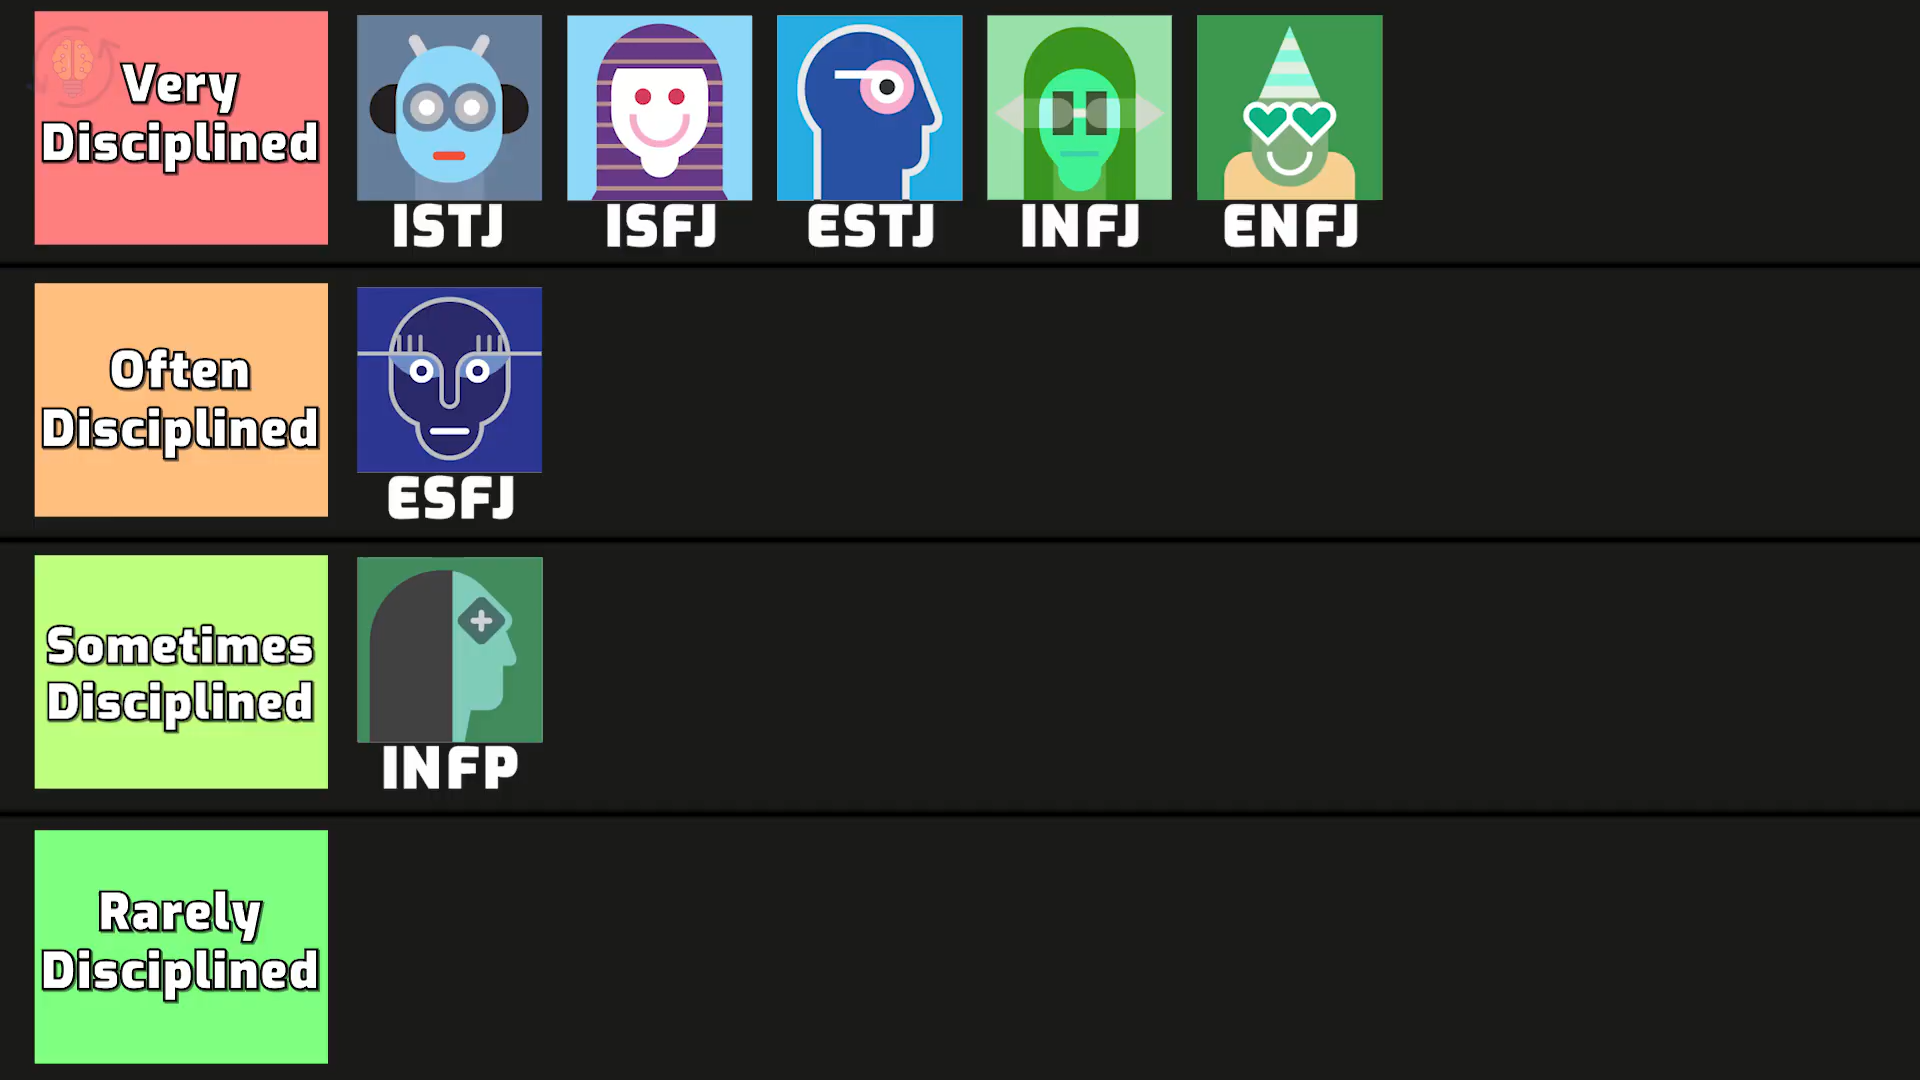 Very
Disciplined
ISTJ
ISFJ
ESTJ
INFJ
ENFJ
Often
Disciplined
ESFJ
Sometimes
Disciplined
INFP
Rarely
Disciplined